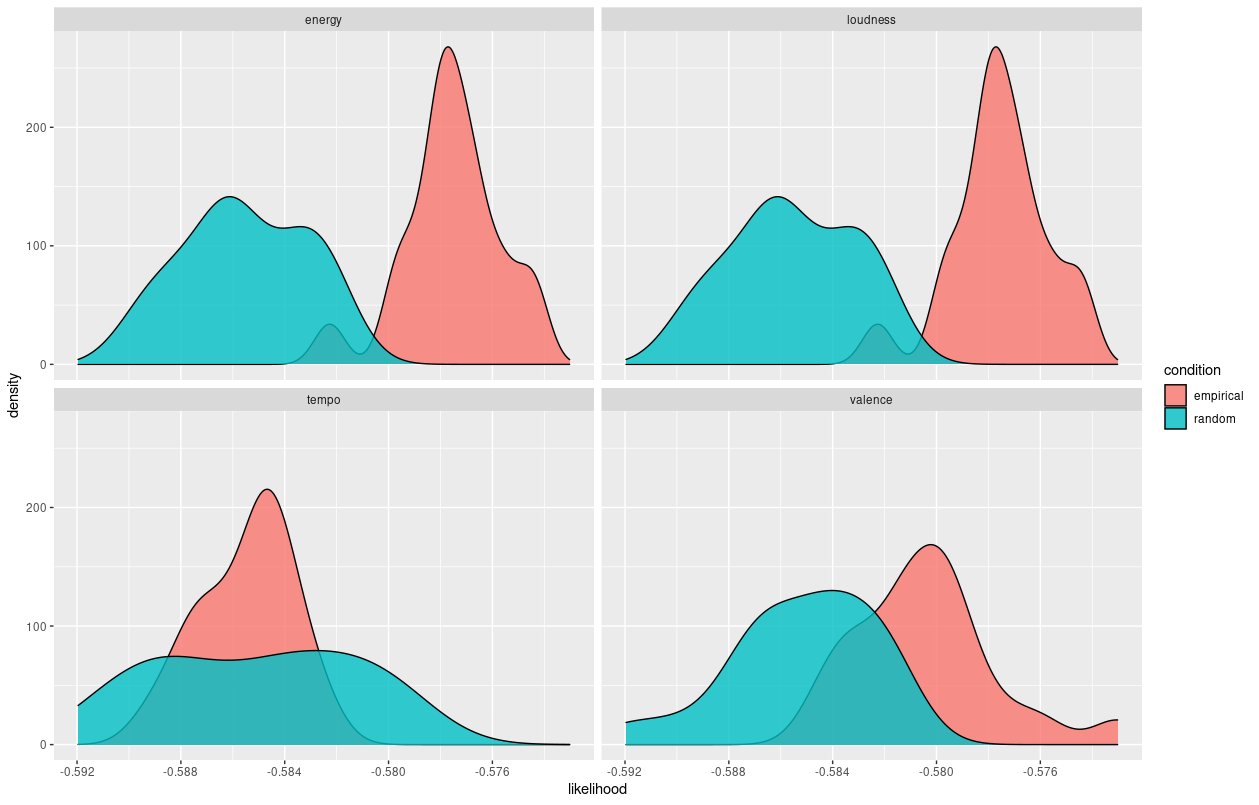 energy
loudness
200
100
0
tempo
valence
200
100
0
-0.592
-0.588
-0.584
-0.580
-0.576
-0.592
-0.588
-0.584
-0.580
-0.576
likelihood
density
condition
empirical
random